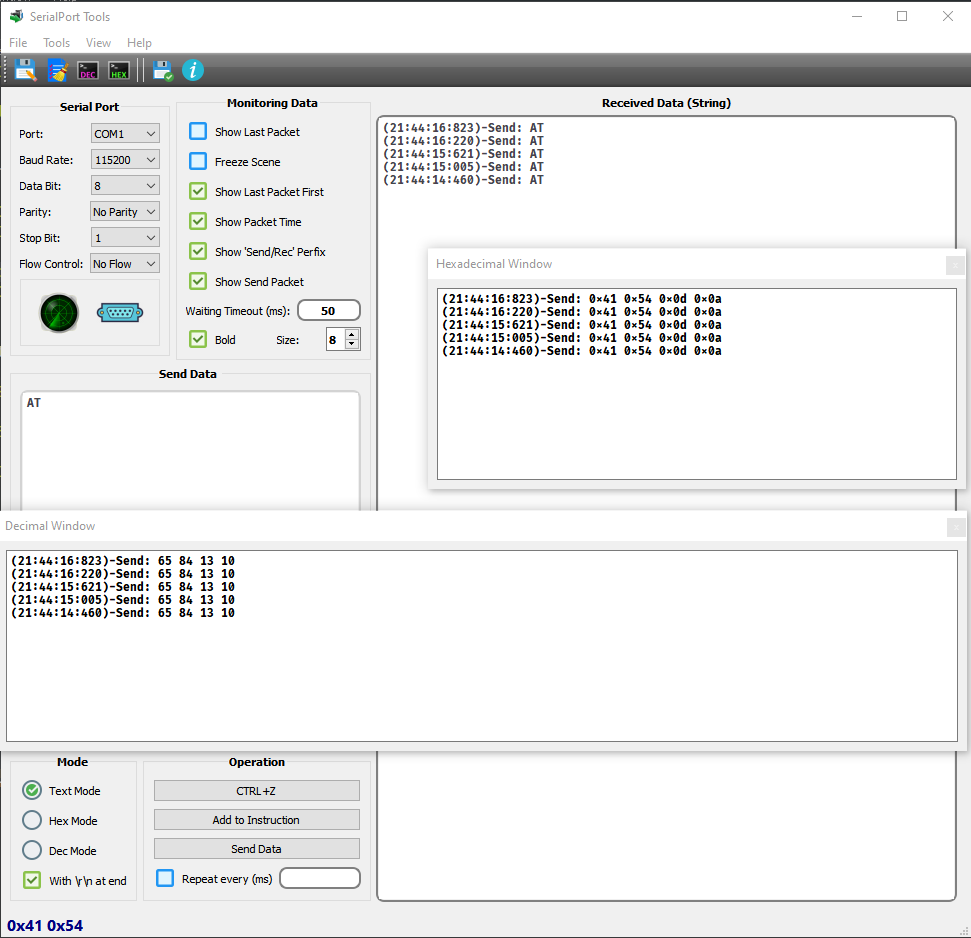 SerialPort Tools
File Tools View Help
DEC HEX
Serial Port
Port: COM1
Baud Rate: 115200
Data Bit: 8
Parity: No Parity
Stop Bit: 1
Flow Control: No Flow
Monitoring Data
Show Last Packet
Freeze Scene
Show Last Packet First
Show Packet Time
Show 'Send/Rec' Perfix
Show Send Packet
Waiting Timeout (ms): 50
Bold Size: 8
Received Data (String)
(21:44:16:823)-Send: AT
(21:44:16:220)-Send: AT
(21:44:15:621)-Send: AT
(21:44:15:005)-Send: AT
(21:44:14:460)-Send: AT
Hexadecimal Window
(21:44:16:823)-Send: 0×41 0×54 0×0d 0×0a
(21:44:16:220)-Send: 0×41 0×54 0×0d 0×0a
(21:44:15:621)-Send: 0×41 0×54 0×0d 0×0a
(21:44:15:005)-Send: 0×41 0×54 0×0d 0×0a
(21:44:14:460)-Send: 0×41 0×54 0×0d 0×0a
Send Data
AT
Decimal Window
(21:44:16:823)-Send: 65 84 13 10
(21:44:16:220)-Send: 65 84 13 10
(21:44:15:621)-Send: 65 84 13 10
(21:44:15:005)-Send: 65 84 13 10
(21:44:14:460)-Send: 65 84 13 10
Mode
Text Mode
Hex Mode
Dec Mode
With \r\n at end
Operation
CTRL+Z
Add to Instruction
Send Data
Repeat every (ms)
0x41 0x54